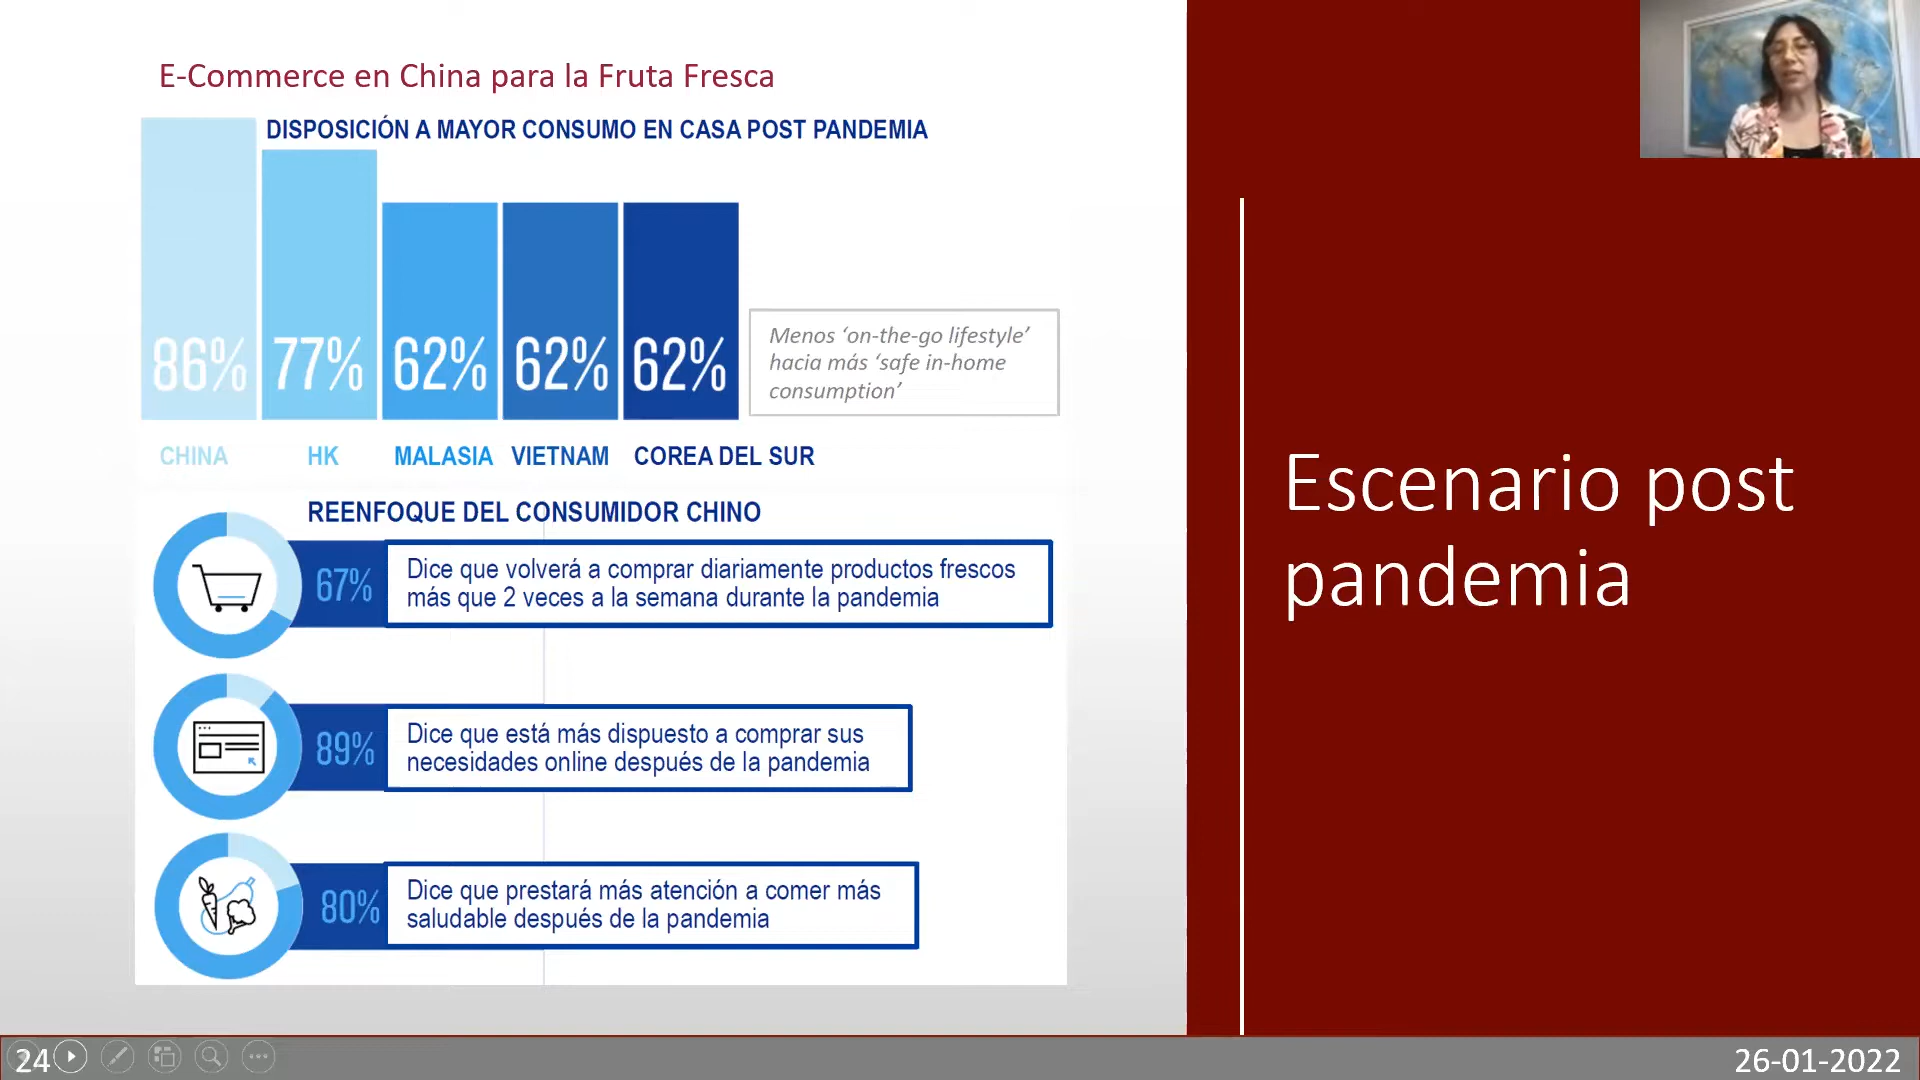 E-Commerce en China para la Fruta Fresca
DISPOSICIÓN A MAYOR CONSUMO EN CASA POST PANDEMIA
86%
77%
62%
62%
62%
Menos ‘on-the-go lifestyle’
hacia más ‘safe in-home
consumption’
CHINA
HK
MALASIA
VIETNAM
COREA DEL SUR
REENFOQUE DEL CONSUMIDOR CHINO
67%
Dice que volverá a comprar diariamente productos frescos
más que 2 veces a la semana durante la pandemia
89%
Dice que está más dispuesto a comprar sus
necesidades online después de la pandemia
80%
Dice que prestará más atención a comer más
saludable después de la pandemia
Escenario post
pandemia
24
26-01-2022